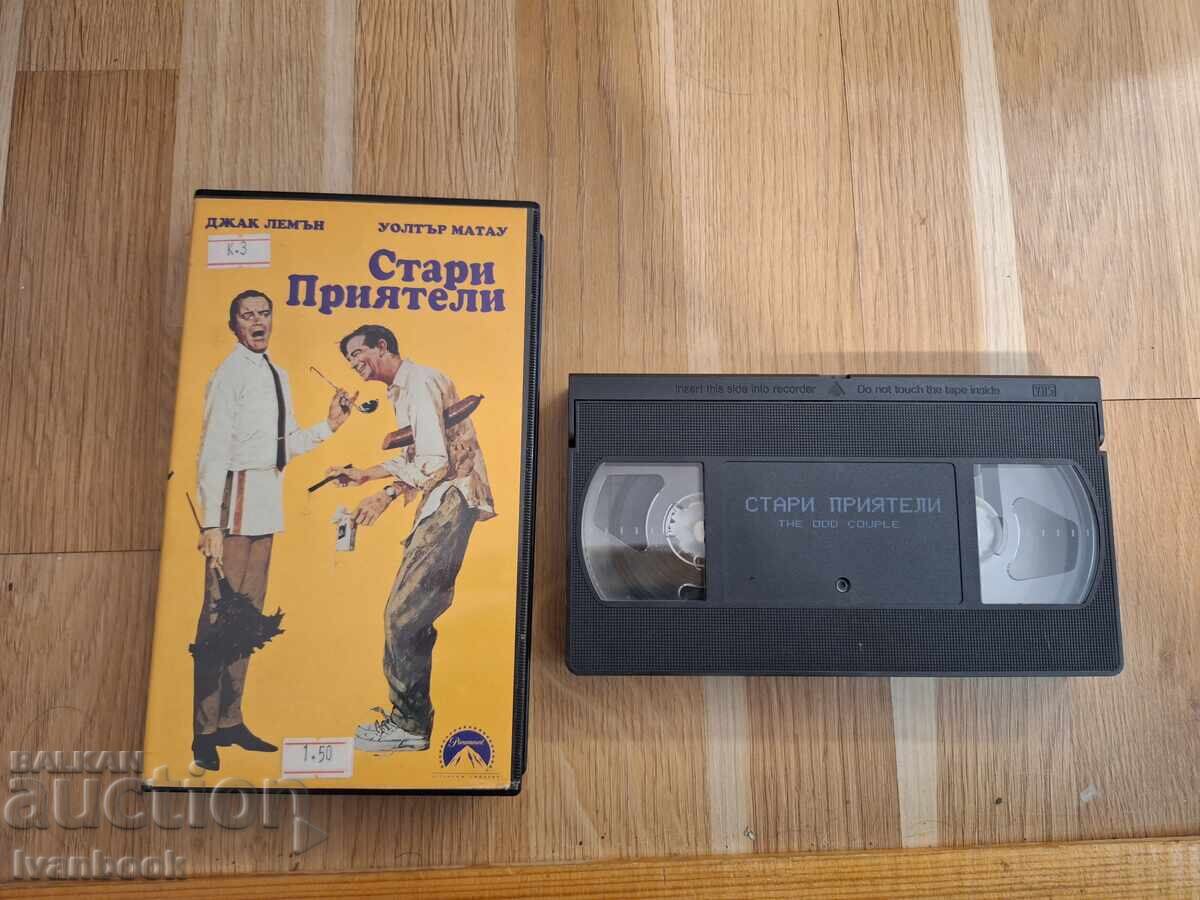 ДЖАК ЛЕМЪН
УОЛТЪР МАТАУ
К.3
Стари
Приятели
1.50
Paramount
Insert this side into recorder
Do not touch the tape inside
VHS
СТАРИ ПРИЯТЕЛИ
THE ODD COUPLE
BALKAN
auction
Ivanbook